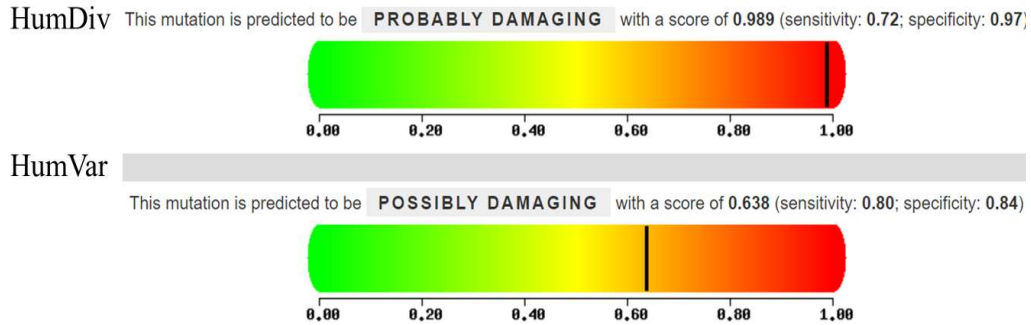 HumDiv This mutation is predicted to be PROBABLY DAMAGING with a score of 0.989 (sensitivity: 0.72; specificity: 0.97)
0.00 0.20 0.40 0.60 0.80 1.00
HumVar
This mutation is predicted to be POSSIBLY DAMAGING with a score of 0.638 (sensitivity: 0.80; specificity: 0.84)
0.00 0.20 0.40 0.60 0.80 1.00